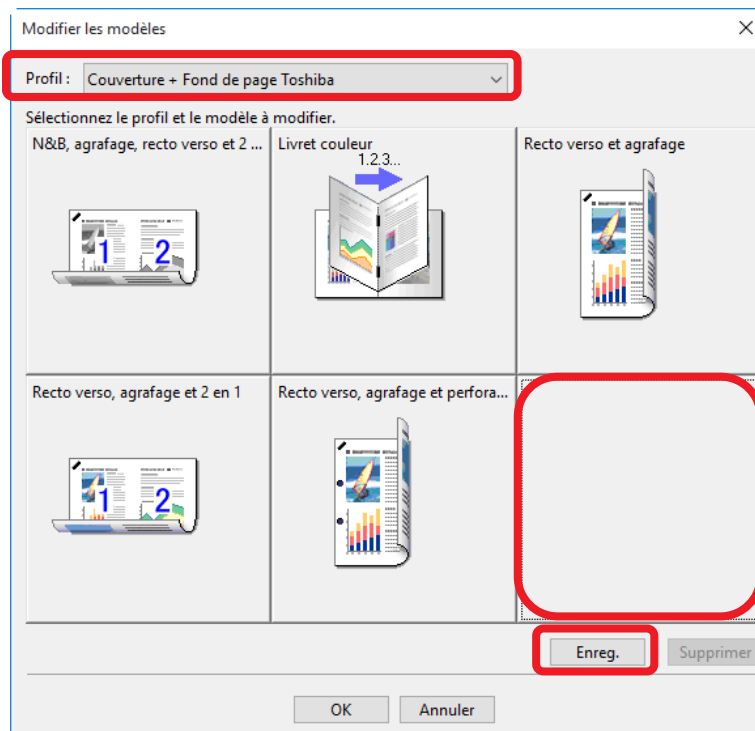 Modifier les modèles
Profil : Couverture + Fond de page Toshiba
Sélectionnez le profil et le modèle à modifier.
N&B, agrafage, recto verso et 2 ...
Livret couleur
Recto verso et agrafage
1.2.3...
1 2
Recto verso, agrafage et 2 en 1
Recto verso, agrafage et perfora...
1 2
Enreg.
Supprimer
OK
Annuler